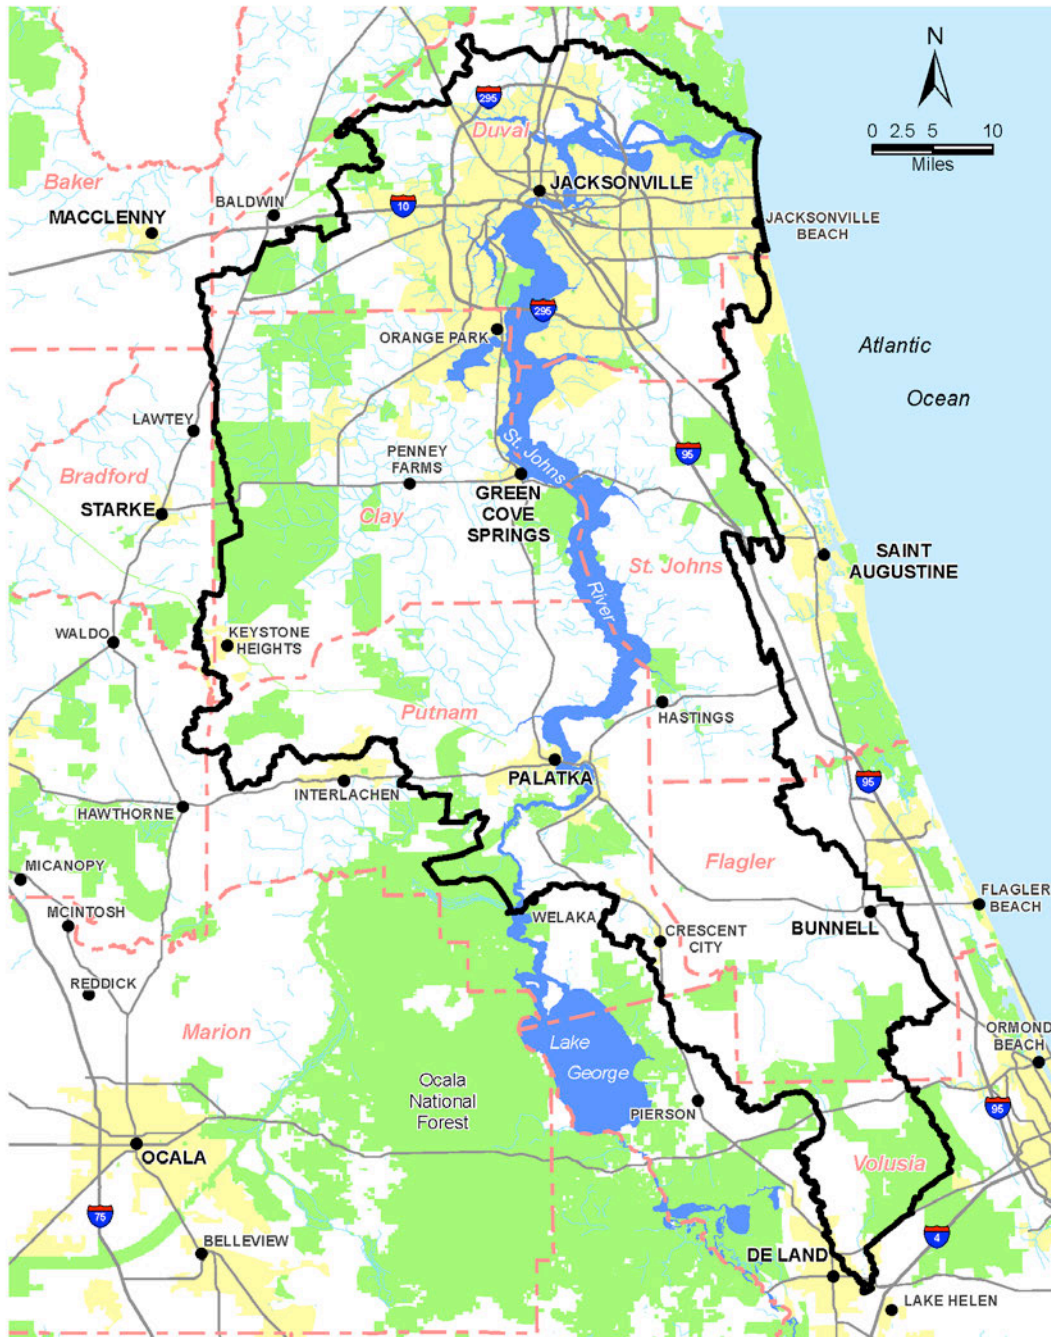 N
295
Duval
0 2.5 5 10
Miles
Baker
JACKSONVILLE
MACCLENNY
BALDWIN
10
JACKSONVILLE
BEACH
295
ORANGE PARK
Atlantic
Ocean
LAWTEY
PENNEY
FARMS
St. Johns
95
Bradford
STARKE
Clay
GREEN
COVE
SPRINGS
St. Johns
SAINT
AUGUSTINE
River
WALDO
KEYSTONE
HEIGHTS
Putnam
HASTINGS
PALATKA
95
INTERLACHEN
HAWTHORNE
MICANOPY
Flagler
FLAGLER
BEACH
MCINTOSH
WELAKA
CRESCENT
CITY
BUNNELL
REDDICK
Marion
Lake
George
ORMOND
BEACH
Ocala
National
Forest
PIERSON
95
OCALA
Volusia
75
BELLEVIEW
DE LAND
4
LAKE HELEN